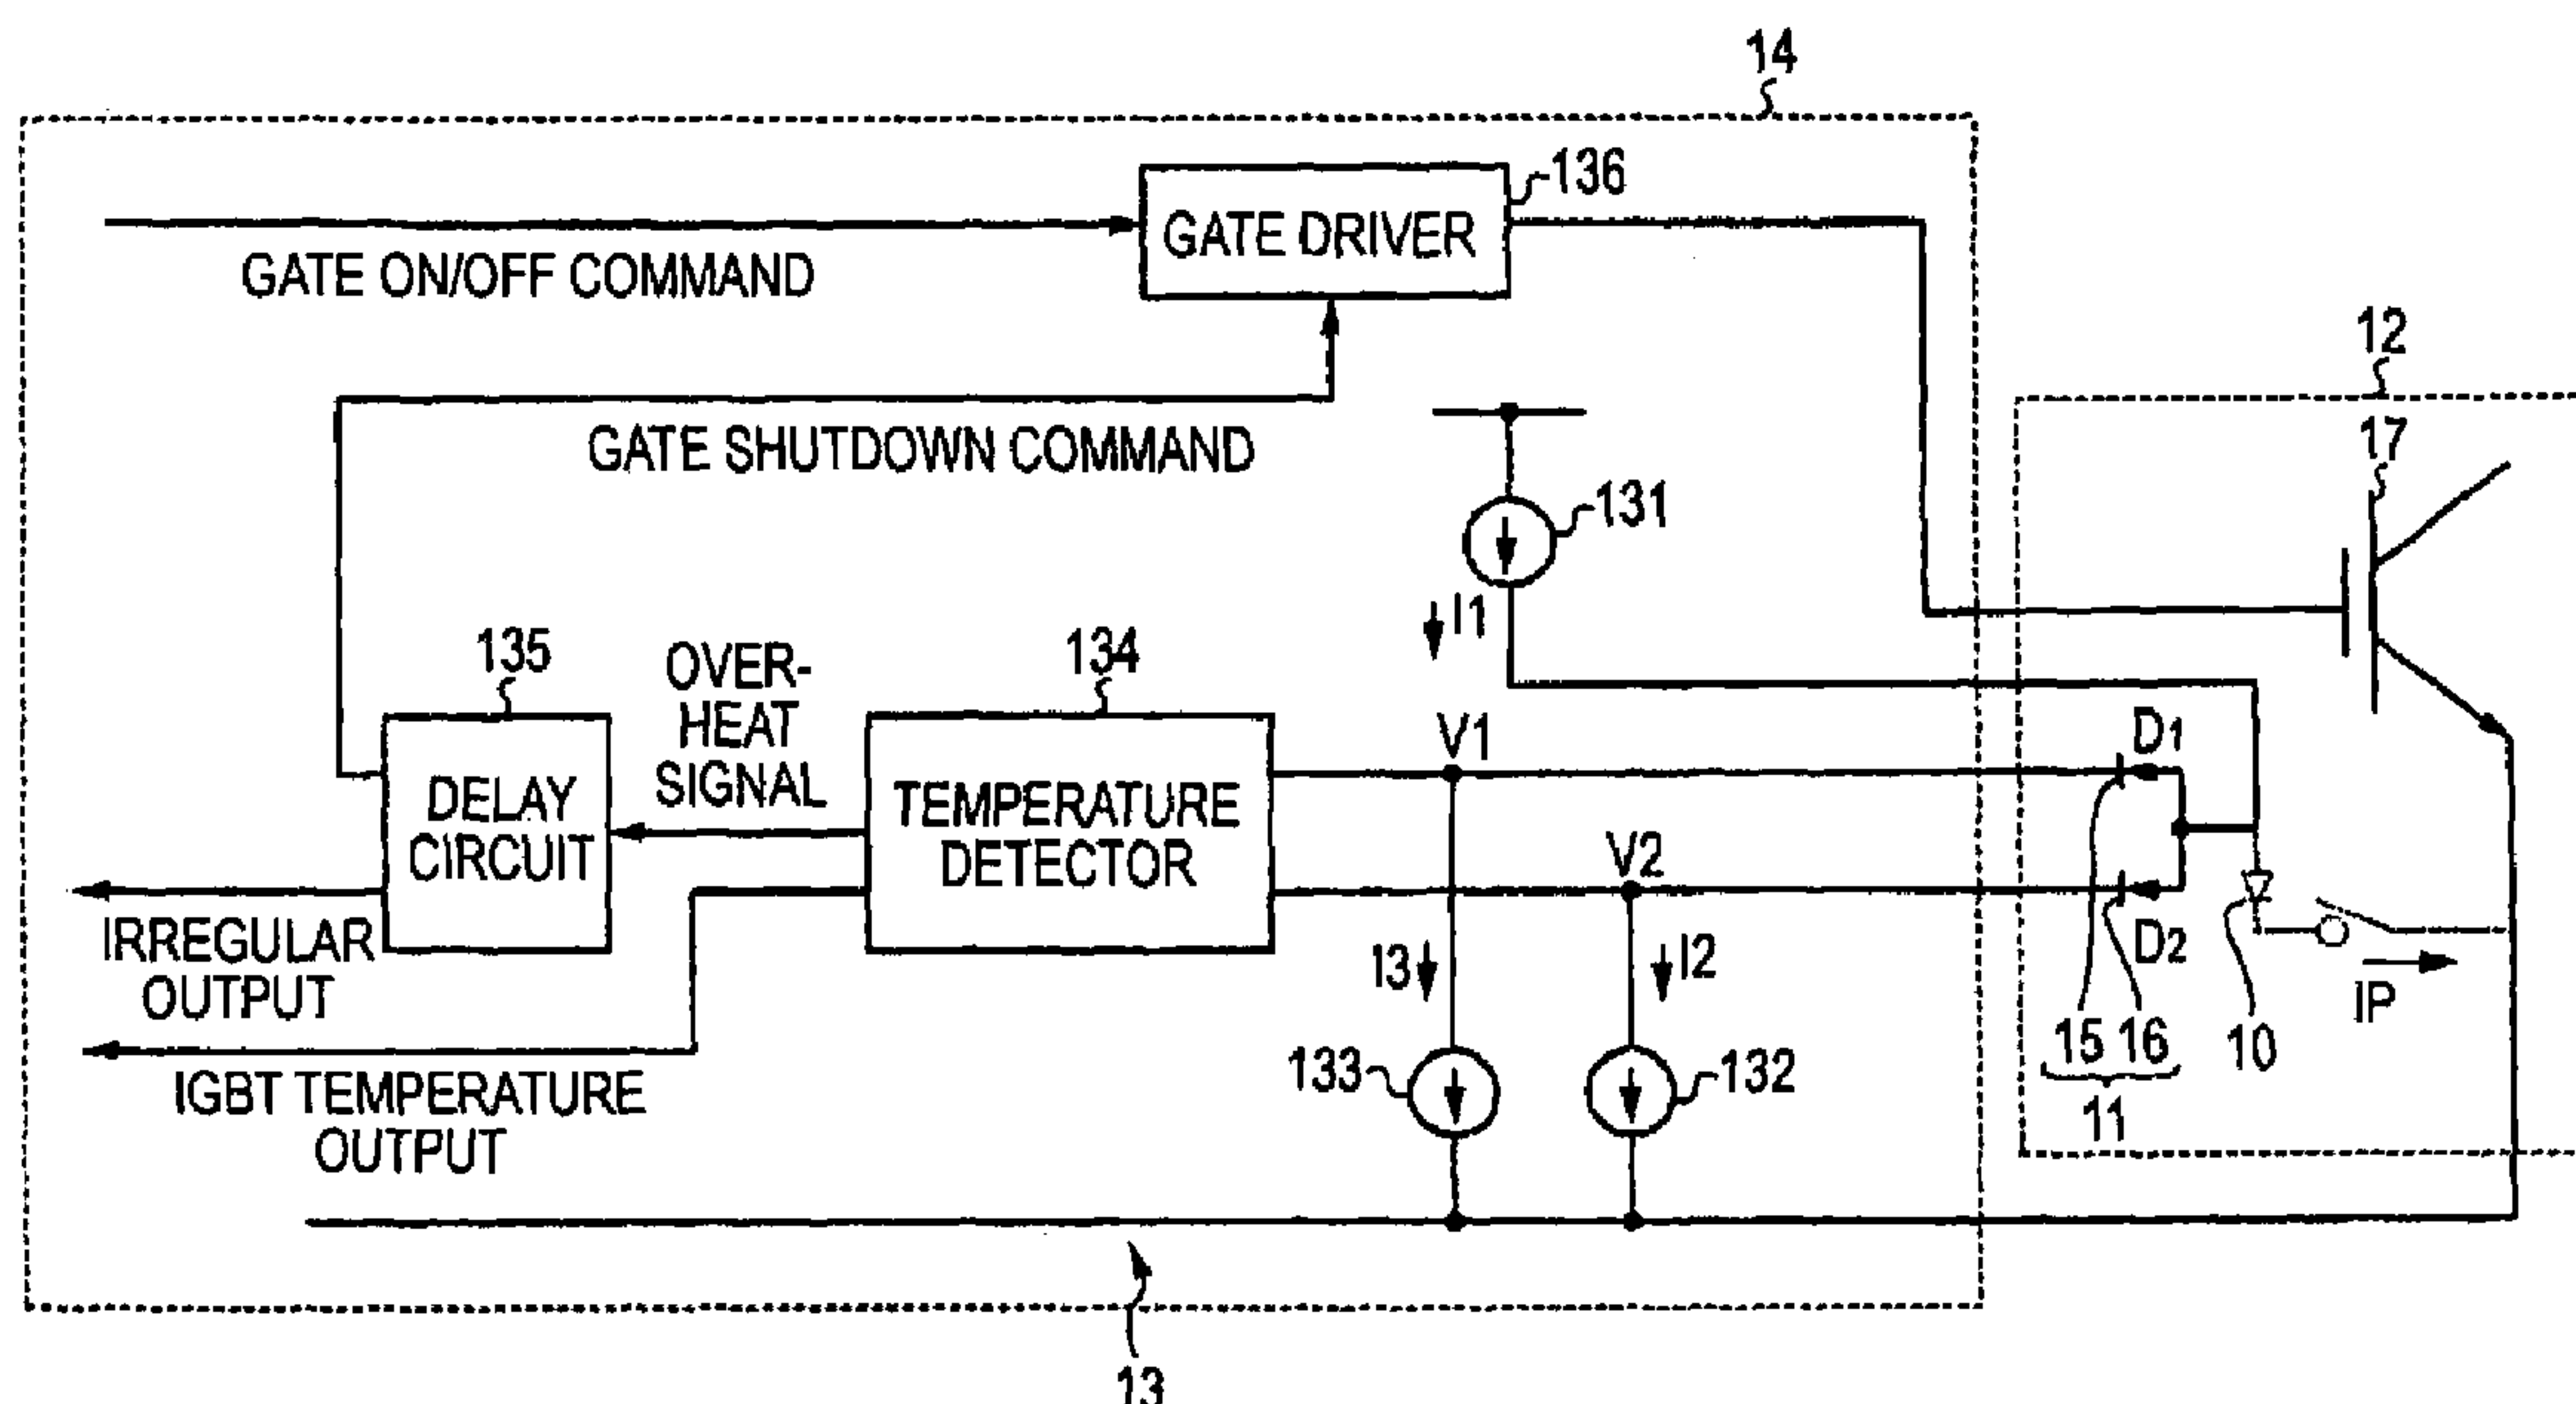 14
136
GATE DRIVER
GATE ON/OFF COMMAND
12
17
GATE SHUTDOWN COMMAND
131
I1
135
OVER-
HEAT
SIGNAL
134
V1
D1
DELAY
CIRCUIT
TEMPERATURE
DETECTOR
V2
D2
IRREGULAR
OUTPUT
I3
I2
IP
15 16 10
133
132
11
IGBT TEMPERATURE
OUTPUT
13